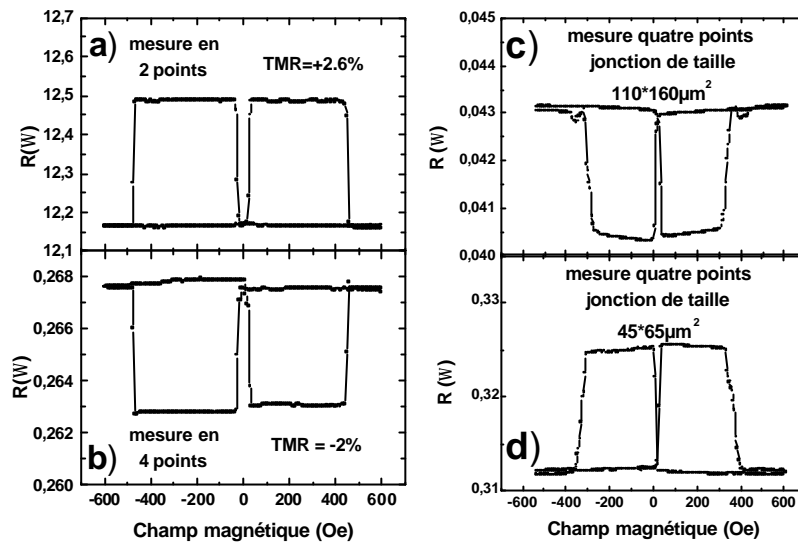 a)
mesure en
2 points
TMR=+2.6%
R(W)
12,7
12,6
12,5
12,4
12,3
12,2
12,1
b)
mesure en
4 points
TMR = -2%
R(W)
0,268
0,266
0,264
0,262
0,260
-600 -400 -200 0 200 400 600
Champ magnétique (Oe)
c)
mesure quatre points
jonction de taille
110*160µm2
R (W)
0,045
0,044
0,043
0,042
0,041
0,040
d)
mesure quatre points
jonction de taille
45*65µm2
R (W)
0,33
0,32
0,31
-600 -400 -200 0 200 400 600
Champ magnétique (Oe)